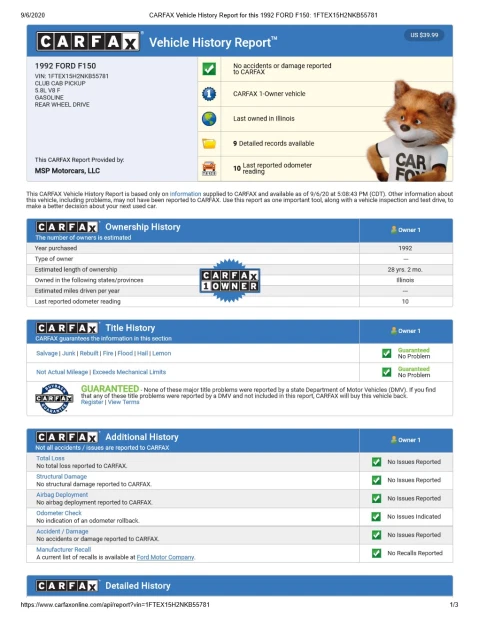 9/6/2020 CARFAX Vehicle History Report for this 1992 FORD F150: 1FTEX15H2NKB55781
CARFAX Vehicle History Report™ US $39.99
1992 FORD F150
VIN: 1FTEX15H2NKB55781
CLUB CAB PICKUP
5.8L V8 F
GASOLINE
REAR WHEEL DRIVE
This CARFAX Report Provided by:
MSP Motorcars, LLC
No accidents or damage reported
to CARFAX
1 CARFAX 1-Owner vehicle
Last owned in Illinois
9 Detailed records available
10 Last reported odometer
reading
CAR
FOX
This CARFAX Vehicle History Report is based only on information supplied to CARFAX and available as of 9/6/20 at 5:08:43 PM (CDT). Other information about
this vehicle, including problems, may not have been reported to CARFAX. Use this report as one important tool, along with a vehicle inspection and test drive, to
make a better decision about your next used car.
CARFAX Ownership History
The number of owners is estimated
Owner 1
Year purchased 1992
Type of owner ---
Estimated length of ownership 28 yrs. 2 mo.
Owned in the following states/provinces Illinois
Estimated miles driven per year ---
Last reported odometer reading 10
CARFAX
1 OWNER
CARFAX Title History
CARFAX guarantees the information in this section
Owner 1
Salvage | Junk | Rebuilt | Fire | Flood | Hail | Lemon
Guaranteed
No Problem
Not Actual Mileage | Exceeds Mechanical Limits
Guaranteed
No Problem
BUYBACK
CARFAX
GUARANTEE
GUARANTEED - None of these major title problems were reported by a state Department of Motor Vehicles (DMV). If you find
that any of these title problems were reported by a DMV and not included in this report, CARFAX will buy this vehicle back.
Register | View Terms
CARFAX Additional History
Not all accidents / issues are reported to CARFAX
Owner 1
Total Loss
No total loss reported to CARFAX.
No Issues Reported
Structural Damage
No structural damage reported to CARFAX.
No Issues Reported
Airbag Deployment
No airbag deployment reported to CARFAX.
No Issues Reported
Odometer Check
No indication of an odometer rollback.
No Issues Indicated
Accident / Damage
No accidents or damage reported to CARFAX.
No Issues Reported
Manufacturer Recall
A current list of recalls is available at Ford Motor Company.
No Recalls Reported
CARFAX Detailed History
https://www.carfaxonline.com/api/report?vin=1FTEX15H2NKB55781 1/3